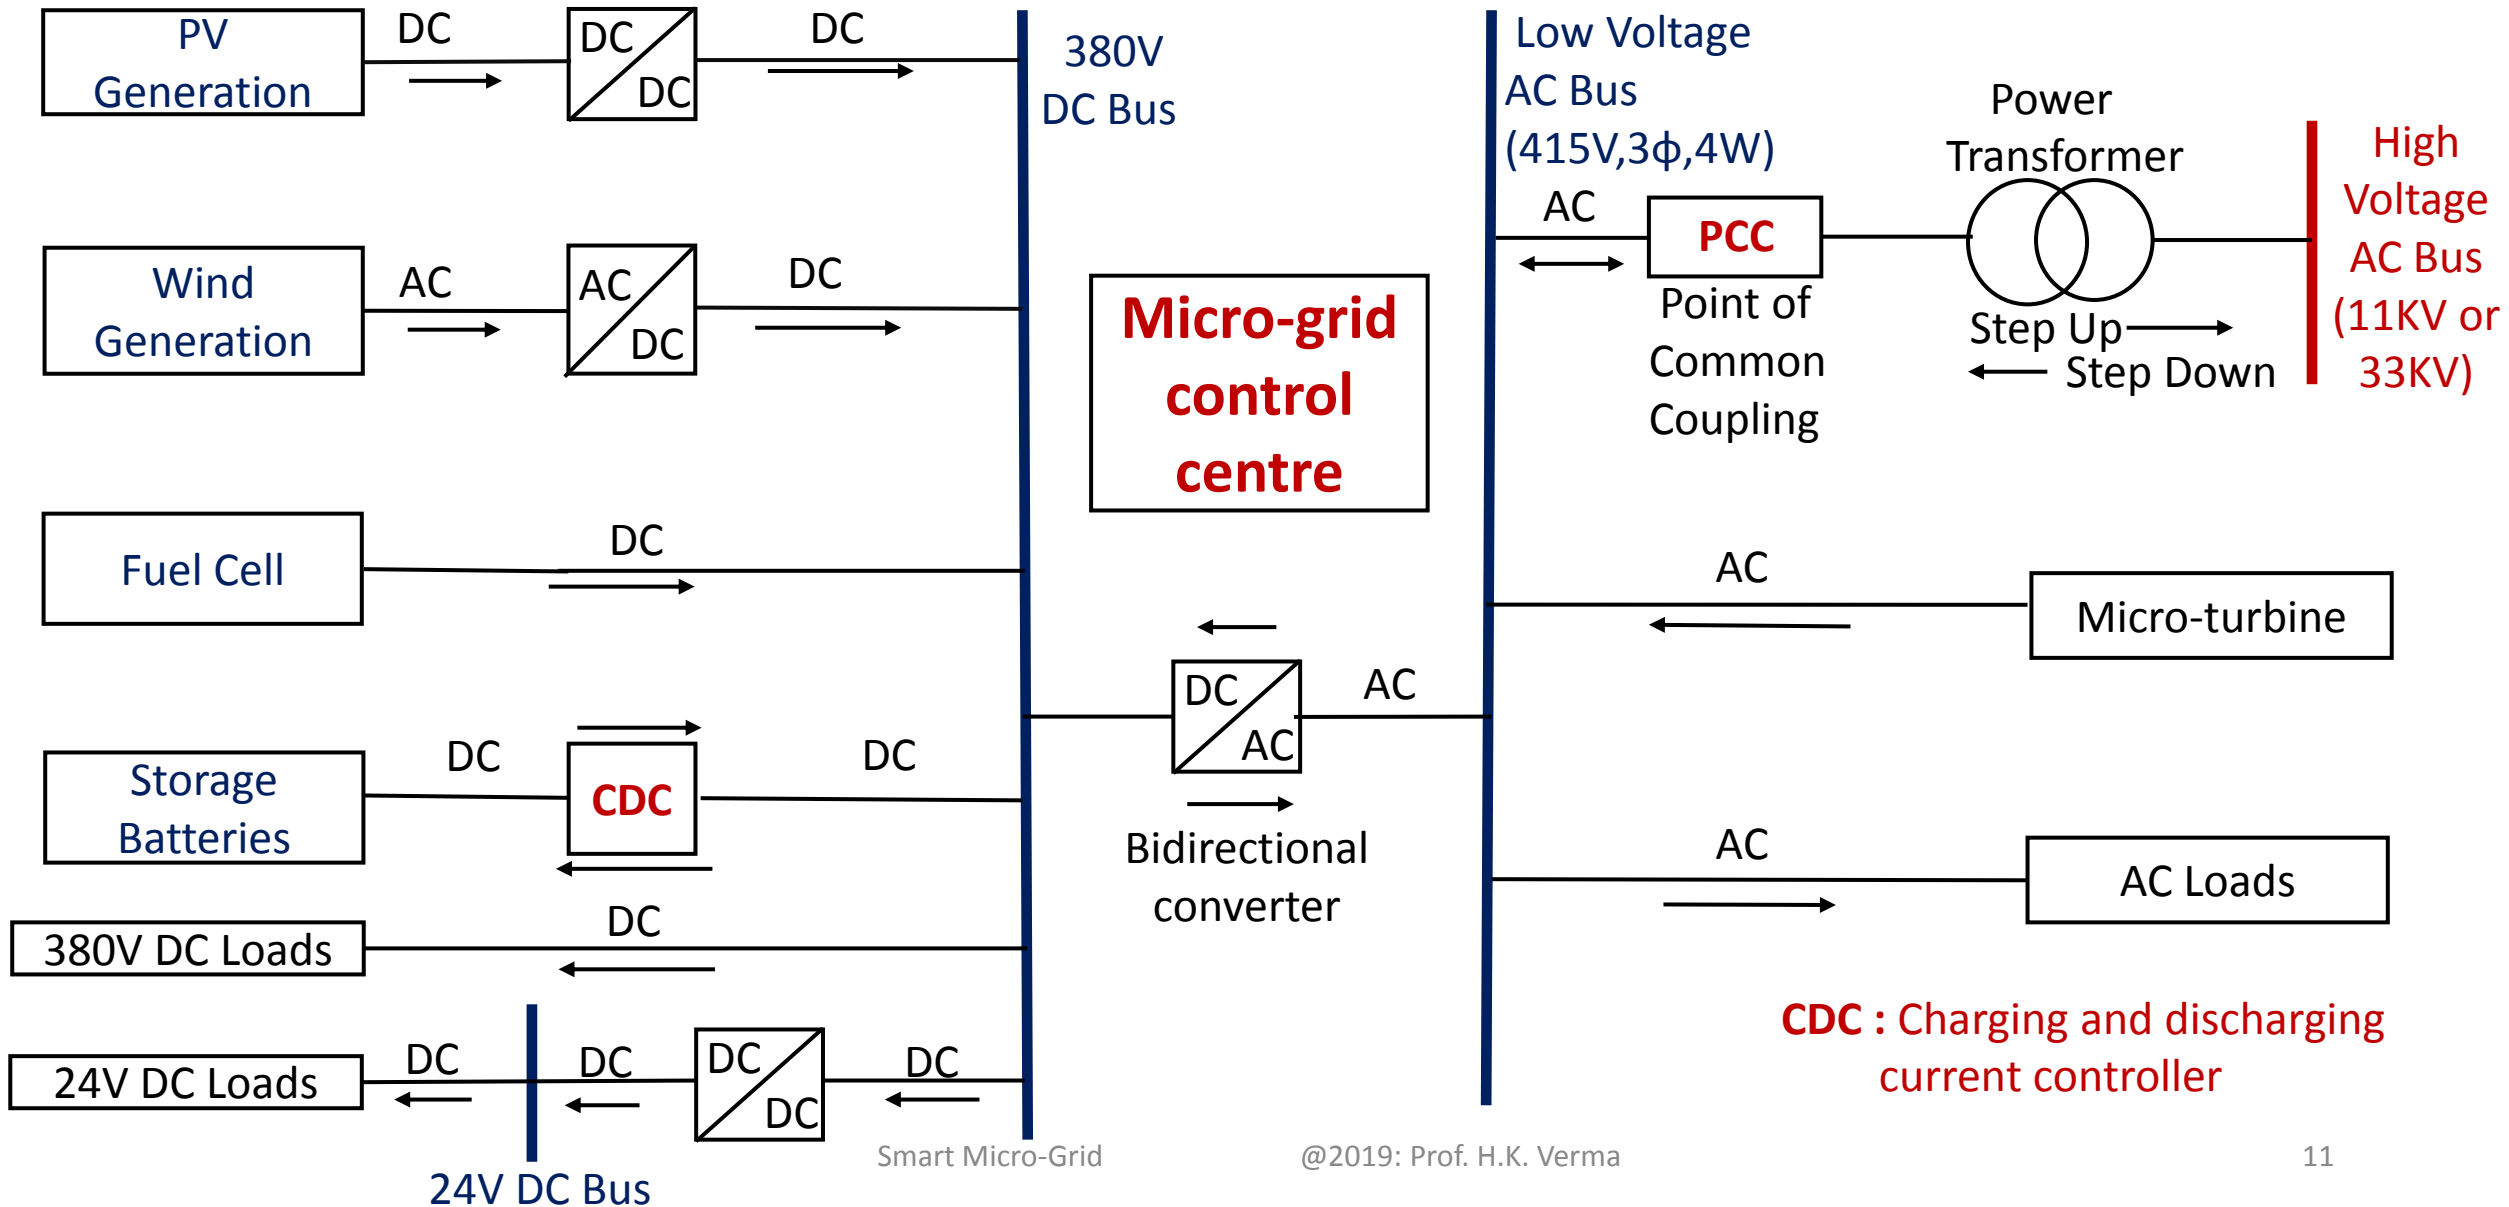 PV
Generation
DC
DC
DC
DC
380V
DC Bus
Low Voltage
AC Bus
(415V,3ϕ,4W)
Power
Transformer
High
Voltage
AC Bus
(11KV or
33KV)
AC
PCC
Point of
Common
Coupling
Step Up
Step Down
Wind
Generation
AC
AC
DC
DC
Micro-grid
control
centre
Fuel Cell
DC
AC
Micro-turbine
DC
AC
AC
Bidirectional
converter
Storage
Batteries
DC
CDC
DC
AC
AC Loads
380V DC Loads
DC
24V DC Loads
DC
DC
DC
DC
DC
24V DC Bus
CDC : Charging and discharging
current controller
Smart Micro-Grid
@2019: Prof. H.K. Verma
11